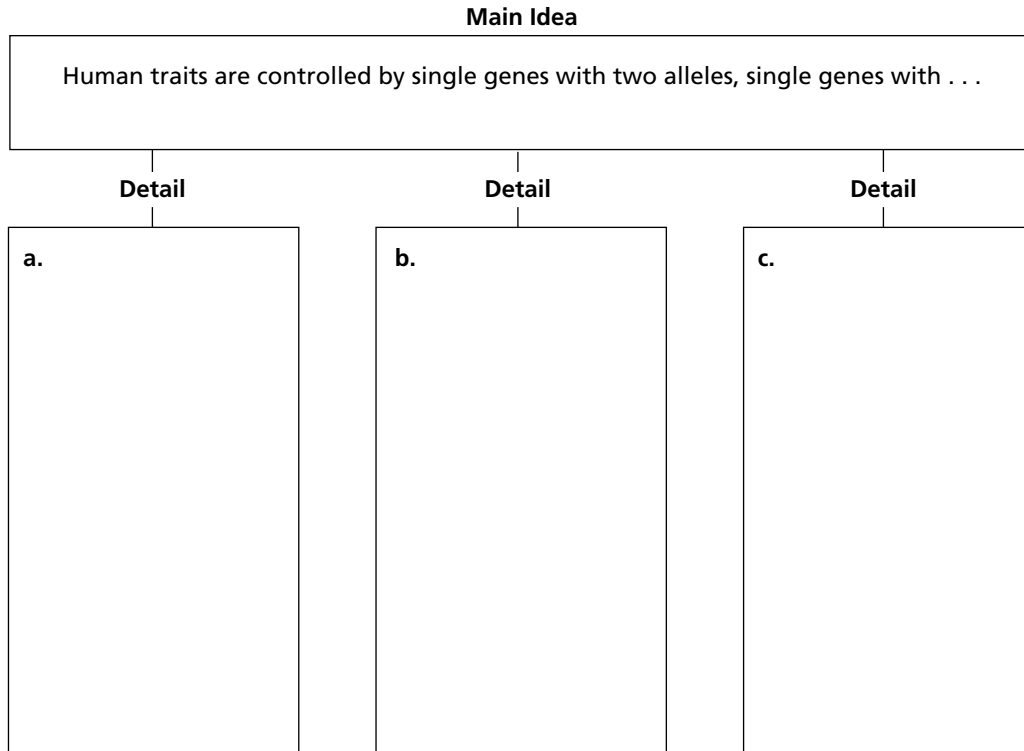 Main Idea
Human traits are controlled by single genes with two alleles, single genes with . . .
Detail
Detail
Detail
a.
b.
c.